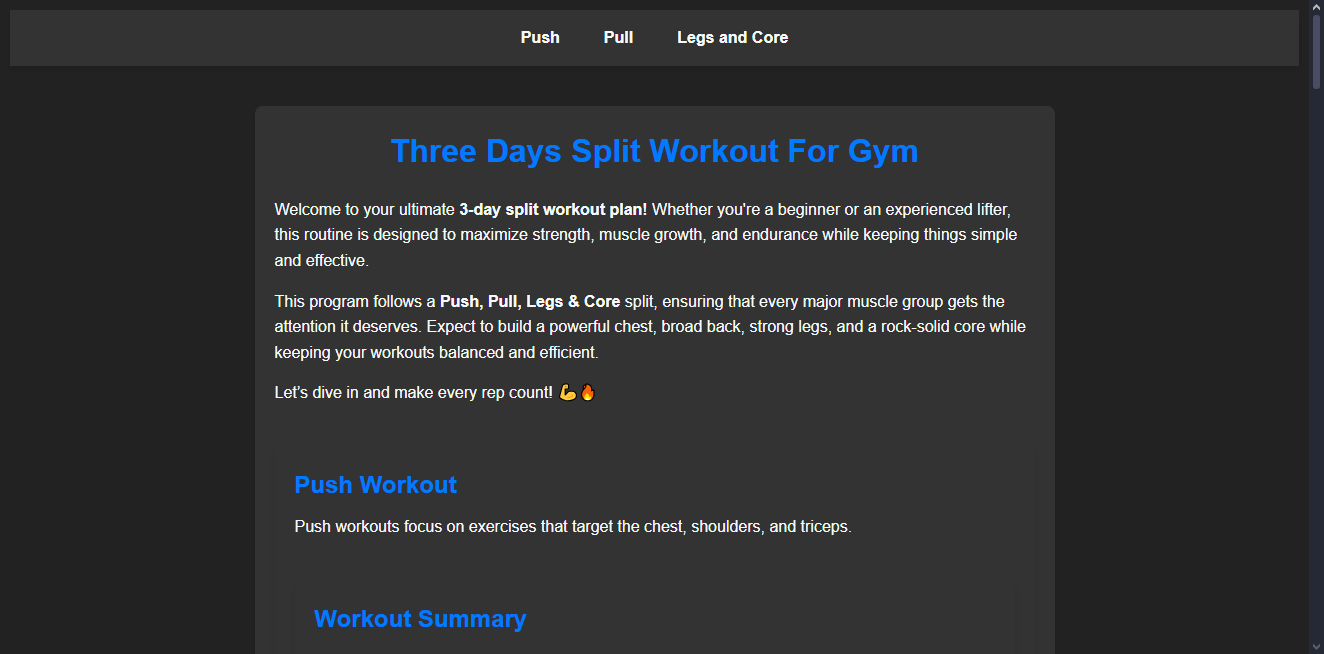 Push Pull Legs and Core
Three Days Split Workout For Gym
Welcome to your ultimate 3-day split workout plan! Whether you're a beginner or an experienced lifter,
this routine is designed to maximize strength, muscle growth, and endurance while keeping things simple
and effective.
This program follows a Push, Pull, Legs & Core split, ensuring that every major muscle group gets the
attention it deserves. Expect to build a powerful chest, broad back, strong legs, and a rock-solid core while
keeping your workouts balanced and efficient.
Let's dive in and make every rep count! 💪🔥
Push Workout
Push workouts focus on exercises that target the chest, shoulders, and triceps.
Workout Summary